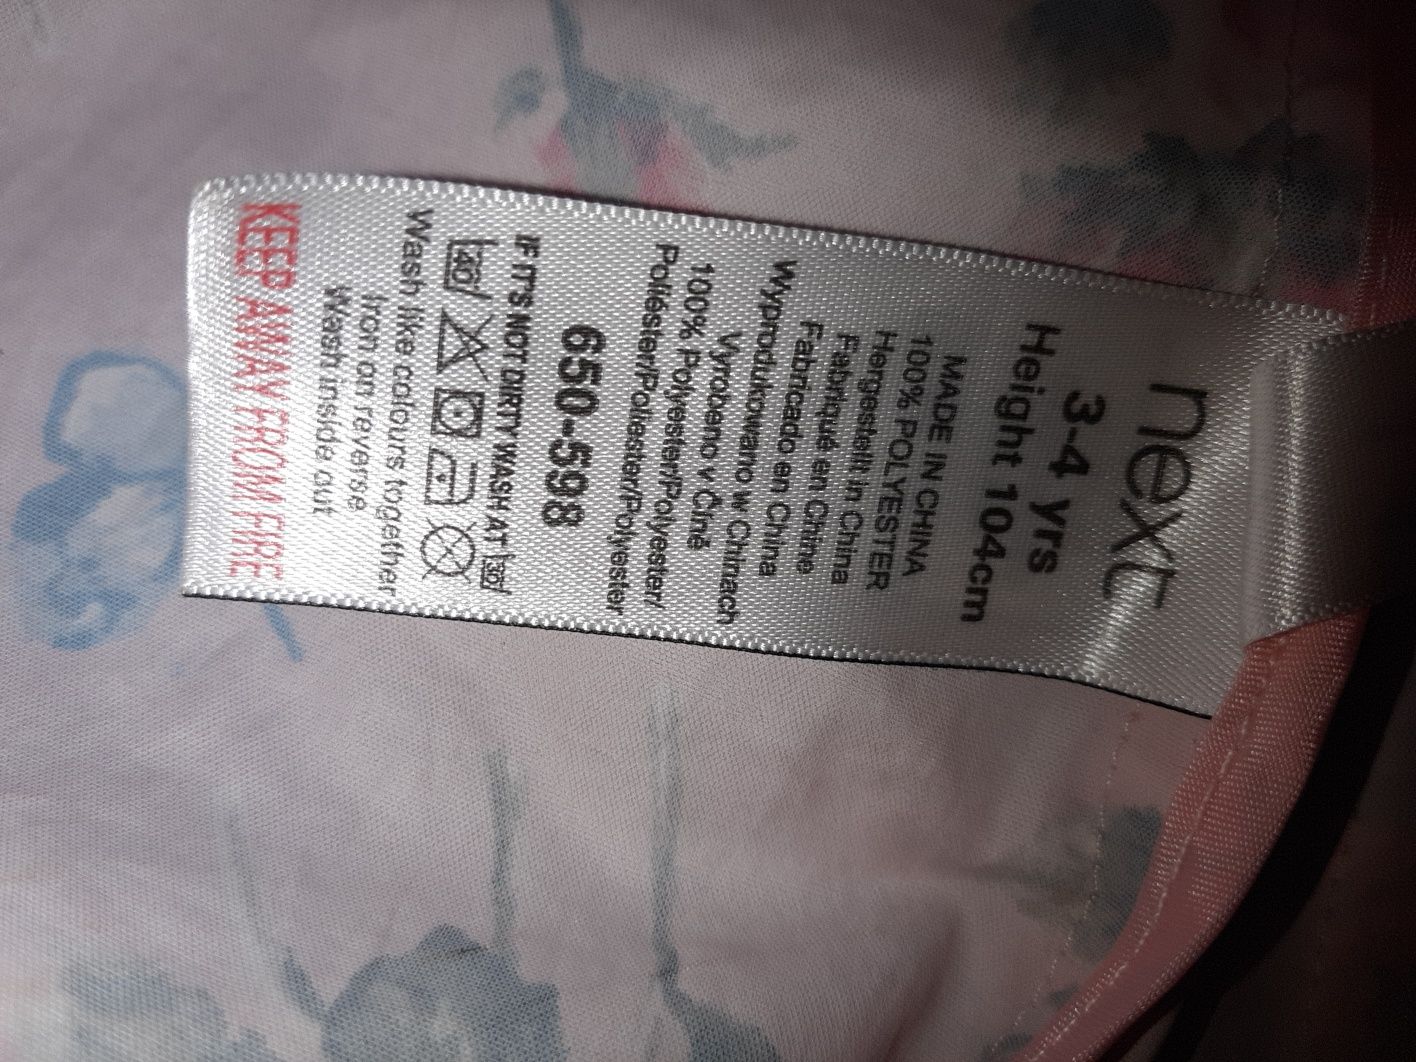 next
3-4 yrs
Height 104cm
MADE IN CHINA
100% POLYESTER
Hergestellt in China
Fabriqué en Chine
Fabricado en China
Wyprodukowano w Chinach
Vyrobeno v Číně
100% Polyester/Polyester/
Poliéster/Poliester/Polyester
650-598
IF IT'S NOT DIRTY WASH AT 30
40
Wash like colours together
Iron on reverse
Wash inside out
KEEP AWAY FROM FIRE